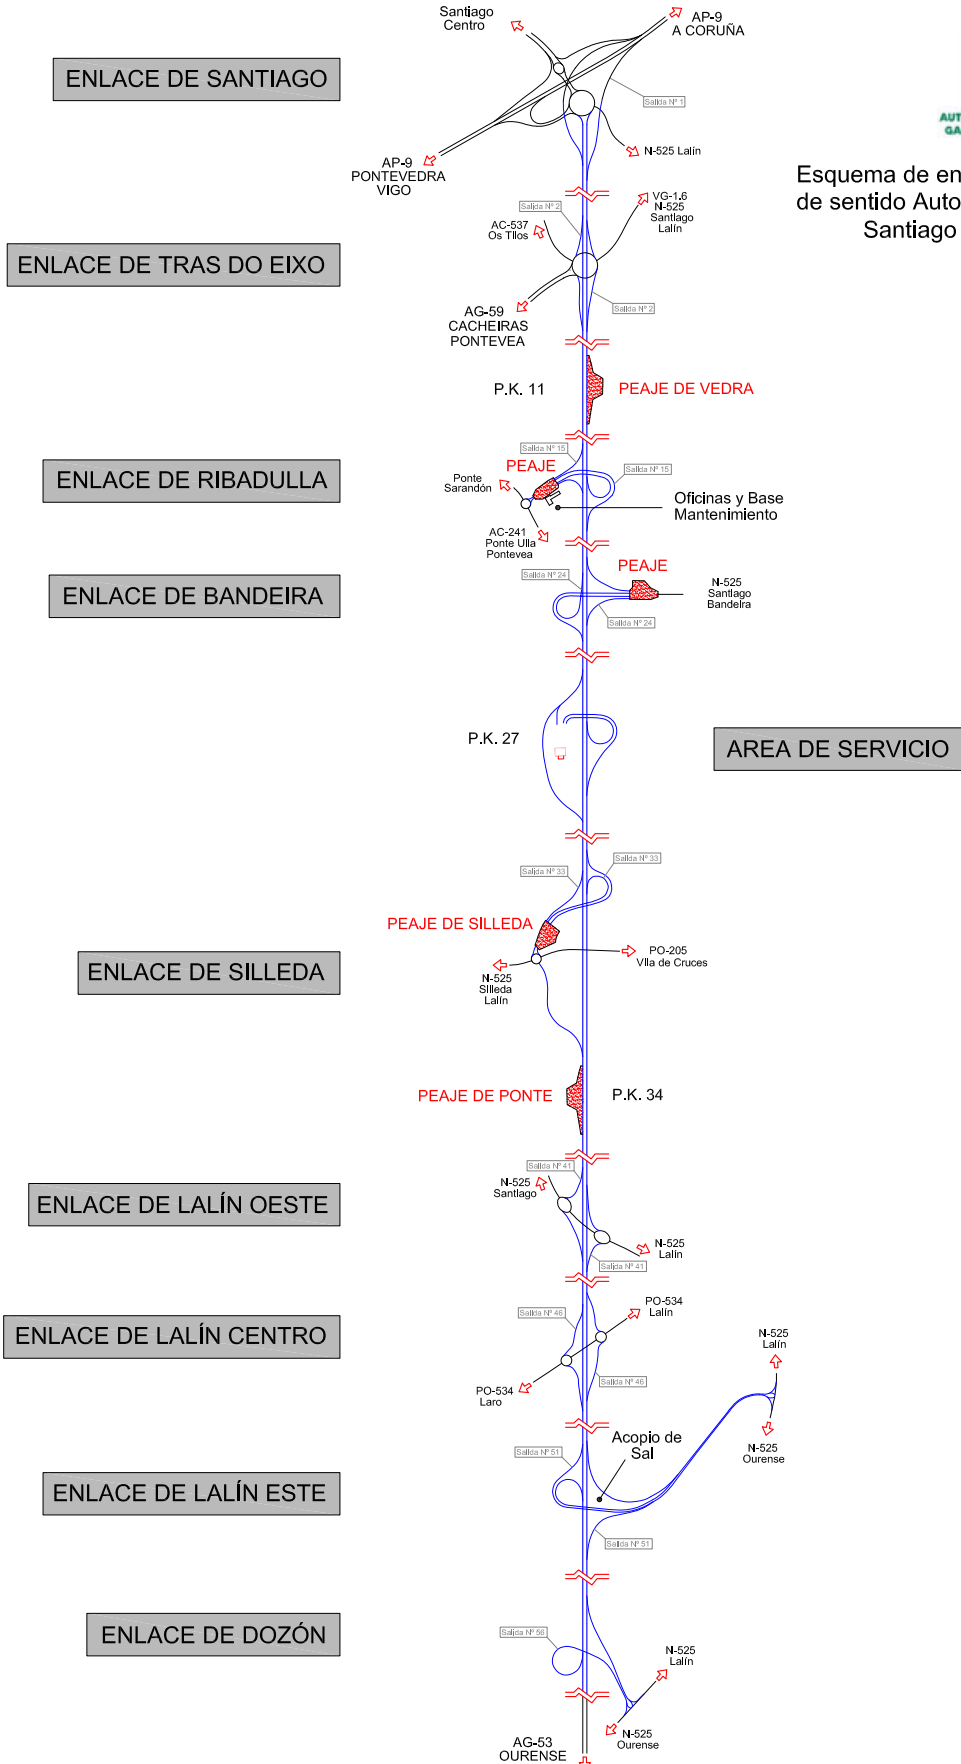 Santiago
Centro
AP-9
A CORUÑA
ENLACE DE SANTIAGO
Salida Nº 1
AP-9
PONTEVEDRA
VIGO
N-525 Lalín
Esquema de en
de sentido Auto
Santiago
Salida Nº 2
VG-1.6
N-525
Santiago
Lalín
AC-537
Os Tilos
ENLACE DE TRAS DO EIXO
AG-59
CACHEIRAS
PONTEVEA
Salida Nº 2
P.K. 11
PEAJE DE VEDRA
Salida Nº 15
PEAJE
Salida Nº 15
ENLACE DE RIBADULLA
Ponte
Sarandón
Oficinas y Base
Mantenimiento
AC-241
Ponte Ulla
Pontevea
PEAJE
Salida Nº 24
ENLACE DE BANDEIRA
N-525
Santiago
Bandeira
Salida Nº 24
P.K. 27
AREA DE SERVICIO
Salida Nº 33
Salida Nº 33
PEAJE DE SILLEDA
ENLACE DE SILLEDA
PO-205
Vila de Cruces
N-525
Silleda
Lalín
PEAJE DE PONTE
P.K. 34
Salida Nº 41
N-525
Santiago
ENLACE DE LALÍN OESTE
N-525
Lalín
Salida Nº 41
PO-534
Lalín
Salida Nº 46
ENLACE DE LALÍN CENTRO
N-525
Lalín
Salida Nº 46
PO-534
Laro
Acopio de
Sal
N-525
Ourense
Salida Nº 51
ENLACE DE LALÍN ESTE
Salida Nº 51
Salida Nº 56
ENLACE DE DOZÓN
N-525
Lalín
N-525
Ourense
AG-53
OURENSE